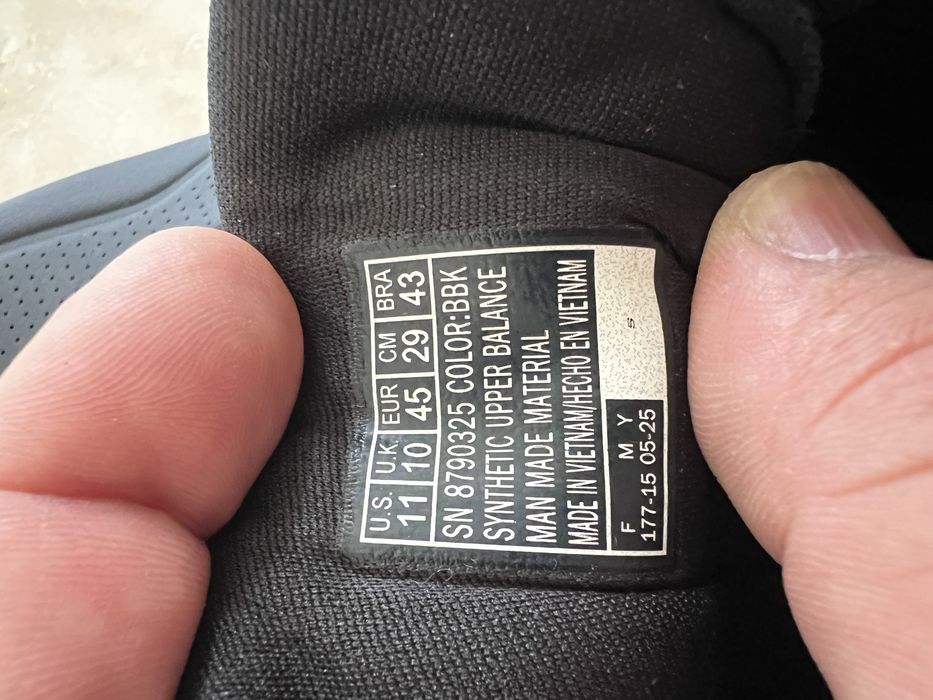 U.S. U.K. EUR CM BRA
11 10 45 29 43
SN 8790325 COLOR:BBK
SYNTHETIC UPPER BALANCE
MAN MADE MATERIAL
MADE IN VIETNAM/HECHO EN VIETNAM
F M Y
177-15 05-25
S